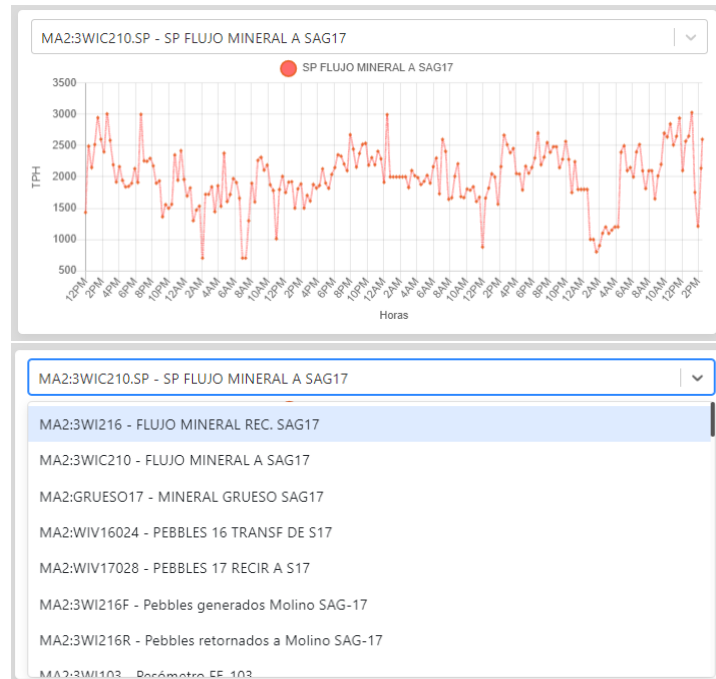 MA2:3WIC210.SP - SP FLUJO MINERAL A SAG17
SP FLUJO MINERAL A SAG17
3500
3000
2500
2000
1500
1000
500
TPH
12PM 2PM 4PM 6PM 8PM 10PM 12AM 2AM 4AM 6AM 8AM 10AM 12PM 2PM 4PM 6PM 8PM 10PM 12AM 2AM 4AM 6AM 8AM 10AM 12PM 2PM 4PM 6PM 8PM 10PM 12AM 2AM 4AM 6AM 8AM 10AM 12PM 2PM
Horas
MA2:3WIC210.SP - SP FLUJO MINERAL A SAG17
MA2:3WI216 - FLUJO MINERAL REC. SAG17
MA2:3WIC210 - FLUJO MINERAL A SAG17
MA2:GRUESO17 - MINERAL GRUESO SAG17
MA2:WIV16024 - PEBBLES 16 TRANSF DE S17
MA2:WIV17028 - PEBBLES 17 RECIR A S17
MA2:3WI216F - Pebbles generados Molino SAG-17
MA2:3WI216R - Pebbles retornados a Molino SAG-17
MA2:3WI103 - Pesómetro FE-103